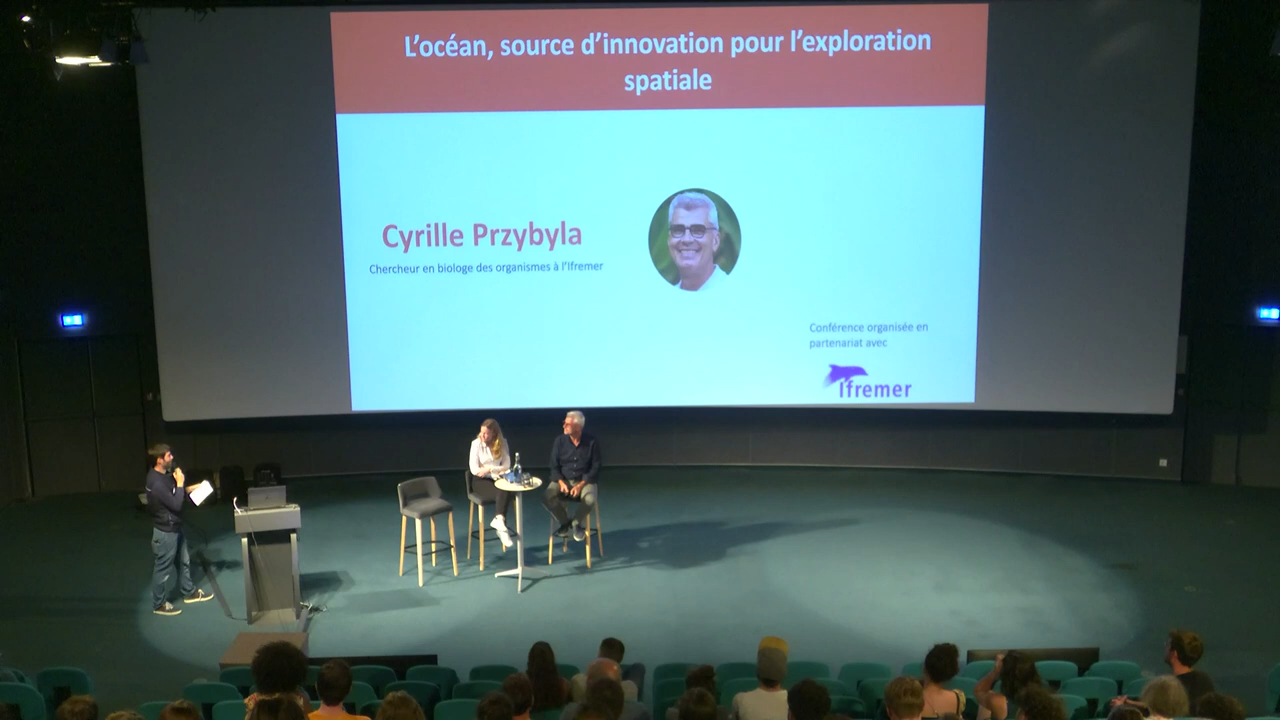 L'océan, source d'innovation pour l'exploration
spatiale
Cyrille Przybyla
Chercheur en biologe des organismes à l'Ifremer
Conférence organisée en
partenariat avec
Ifremer